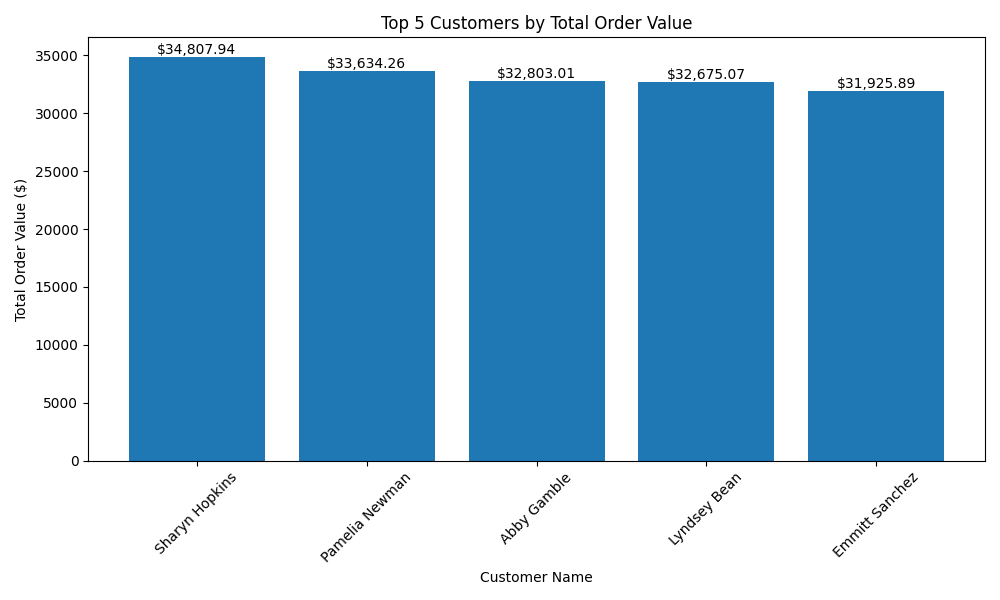 Top 5 Customers by Total Order Value
Total Order Value ($)
35000
30000
25000
20000
15000
10000
5000
0
$34,807.94
$33,634.26
$32,803.01
$32,675.07
$31,925.89
Sharyn Hopkins
Pamelia Newman
Abby Gamble
Lyndsey Bean
Emmitt Sanchez
Customer Name